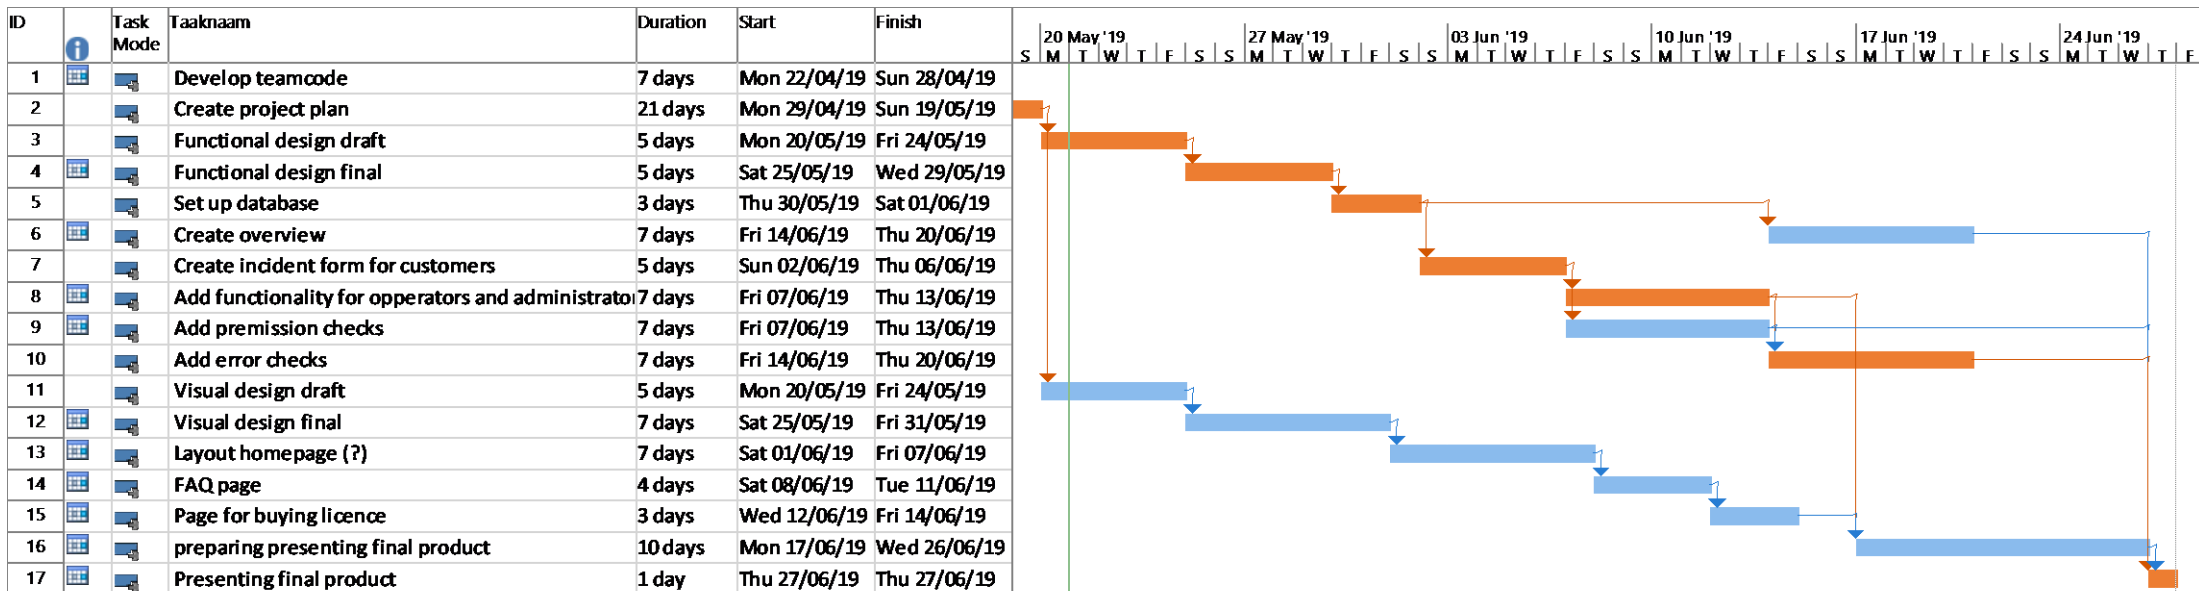 ID Task Mode Taaknaam Duration Start Finish
20 May '19 27 May '19 03 Jun '19 10 Jun '19 17 Jun '19 24 Jun '19
S M T W T F S S M T W T F S S M T W T F S S M T W T F S S M T W T F S S M T W T F
1 Develop teamcode 7 days Mon 22/04/19 Sun 28/04/19
2 Create project plan 21 days Mon 29/04/19 Sun 19/05/19
3 Functional design draft 5 days Mon 20/05/19 Fri 24/05/19
4 Functional design final 5 days Sat 25/05/19 Wed 29/05/19
5 Set up database 3 days Thu 30/05/19 Sat 01/06/19
6 Create overview 7 days Fri 14/06/19 Thu 20/06/19
7 Create incident form for customers 5 days Sun 02/06/19 Thu 06/06/19
8 Add functionality for opperators and administrator 7 days Fri 07/06/19 Thu 13/06/19
9 Add premission checks 7 days Fri 07/06/19 Thu 13/06/19
10 Add error checks 7 days Fri 14/06/19 Thu 20/06/19
11 Visual design draft 5 days Mon 20/05/19 Fri 24/05/19
12 Visual design final 7 days Sat 25/05/19 Fri 31/05/19
13 Layout homepage (?) 7 days Sat 01/06/19 Fri 07/06/19
14 FAQ page 4 days Sat 08/06/19 Tue 11/06/19
15 Page for buying licence 3 days Wed 12/06/19 Fri 14/06/19
16 preparing presenting final product 10 days Mon 17/06/19 Wed 26/06/19
17 Presenting final product 1 day Thu 27/06/19 Thu 27/06/19